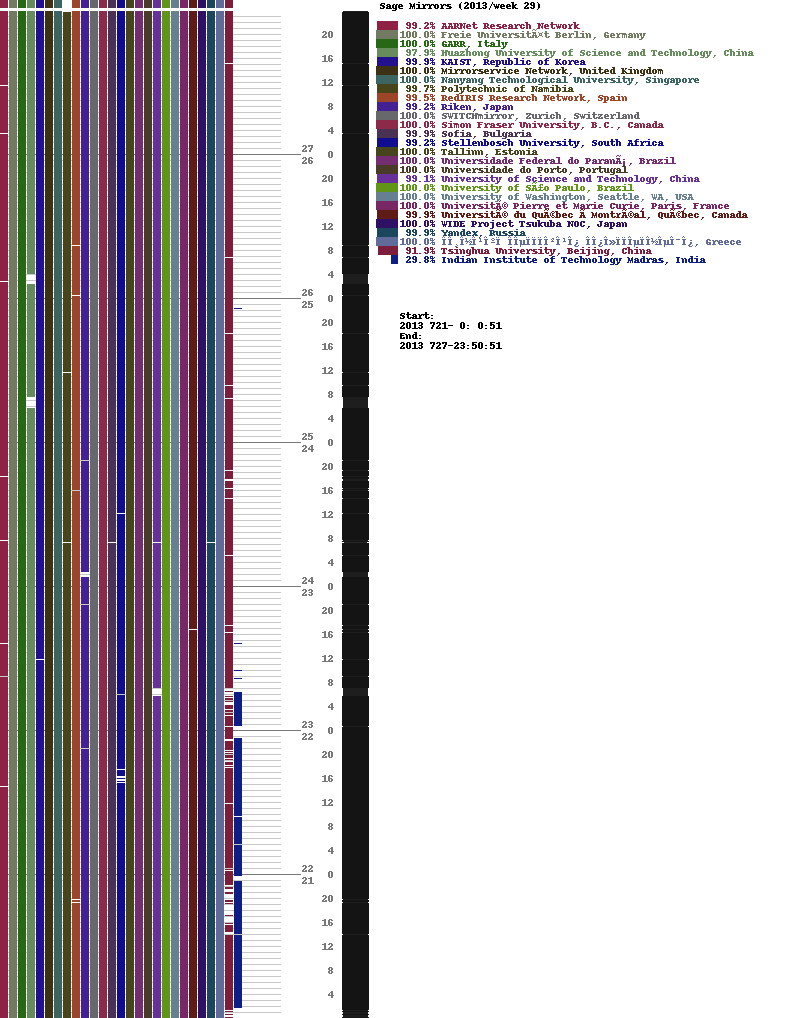 Sage Mirrors (2013/week 29)
99.2% AARNet Research Network
100.0% Freie UniversitÃ¤t Berlin, Germany
100.0% GARR, Italy
97.9% Huazhong University of Science and Technology, China
99.9% KAIST, Republic of Korea
100.0% Mirrorservice Network, United Kingdom
100.0% Nanyang Technological University, Singapore
99.7% Polytechnic of Namibia
99.5% RedIRIS Research Network, Spain
99.2% Riken, Japan
100.0% SWITCHmirror, Zurich, Switzerland
100.0% Simon Fraser University, B.C., Canada
99.9% Sofia, Bulgaria
99.2% Stellenbosch University, South Africa
100.0% Tallinn, Estonia
100.0% Universidade Federal do ParanÃ¡, Brazil
100.0% Universidade do Porto, Portugal
99.1% University of Science and Technology, China
100.0% University of SÃ£o Paulo, Brazil
100.0% University of Washington, Seattle, WA, USA
100.0% UniversitÃ© Pierre et Marie Curie, Paris, France
99.9% UniversitÃ© du QuÃ©bec Ã MontrÃ©al, QuÃ©bec, Canada
100.0% WIDE Project Tsukuba NOC, Japan
99.9% Yandex, Russia
100.0% Greece
91.9% Tsinghua University, Beijing, China
29.8% Indian Institute of Technology Madras, India
Start:
2013 721- 0: 0:51
End:
2013 727-23:50:51
20
16
12
8
4
27
0
26
20
16
12
8
4
26
0
25
20
16
12
8
4
25
0
24
20
16
12
8
4
24
0
23
20
16
12
8
4
23
0
22
20
16
12
8
4
22
0
21
20
16
12
8
4